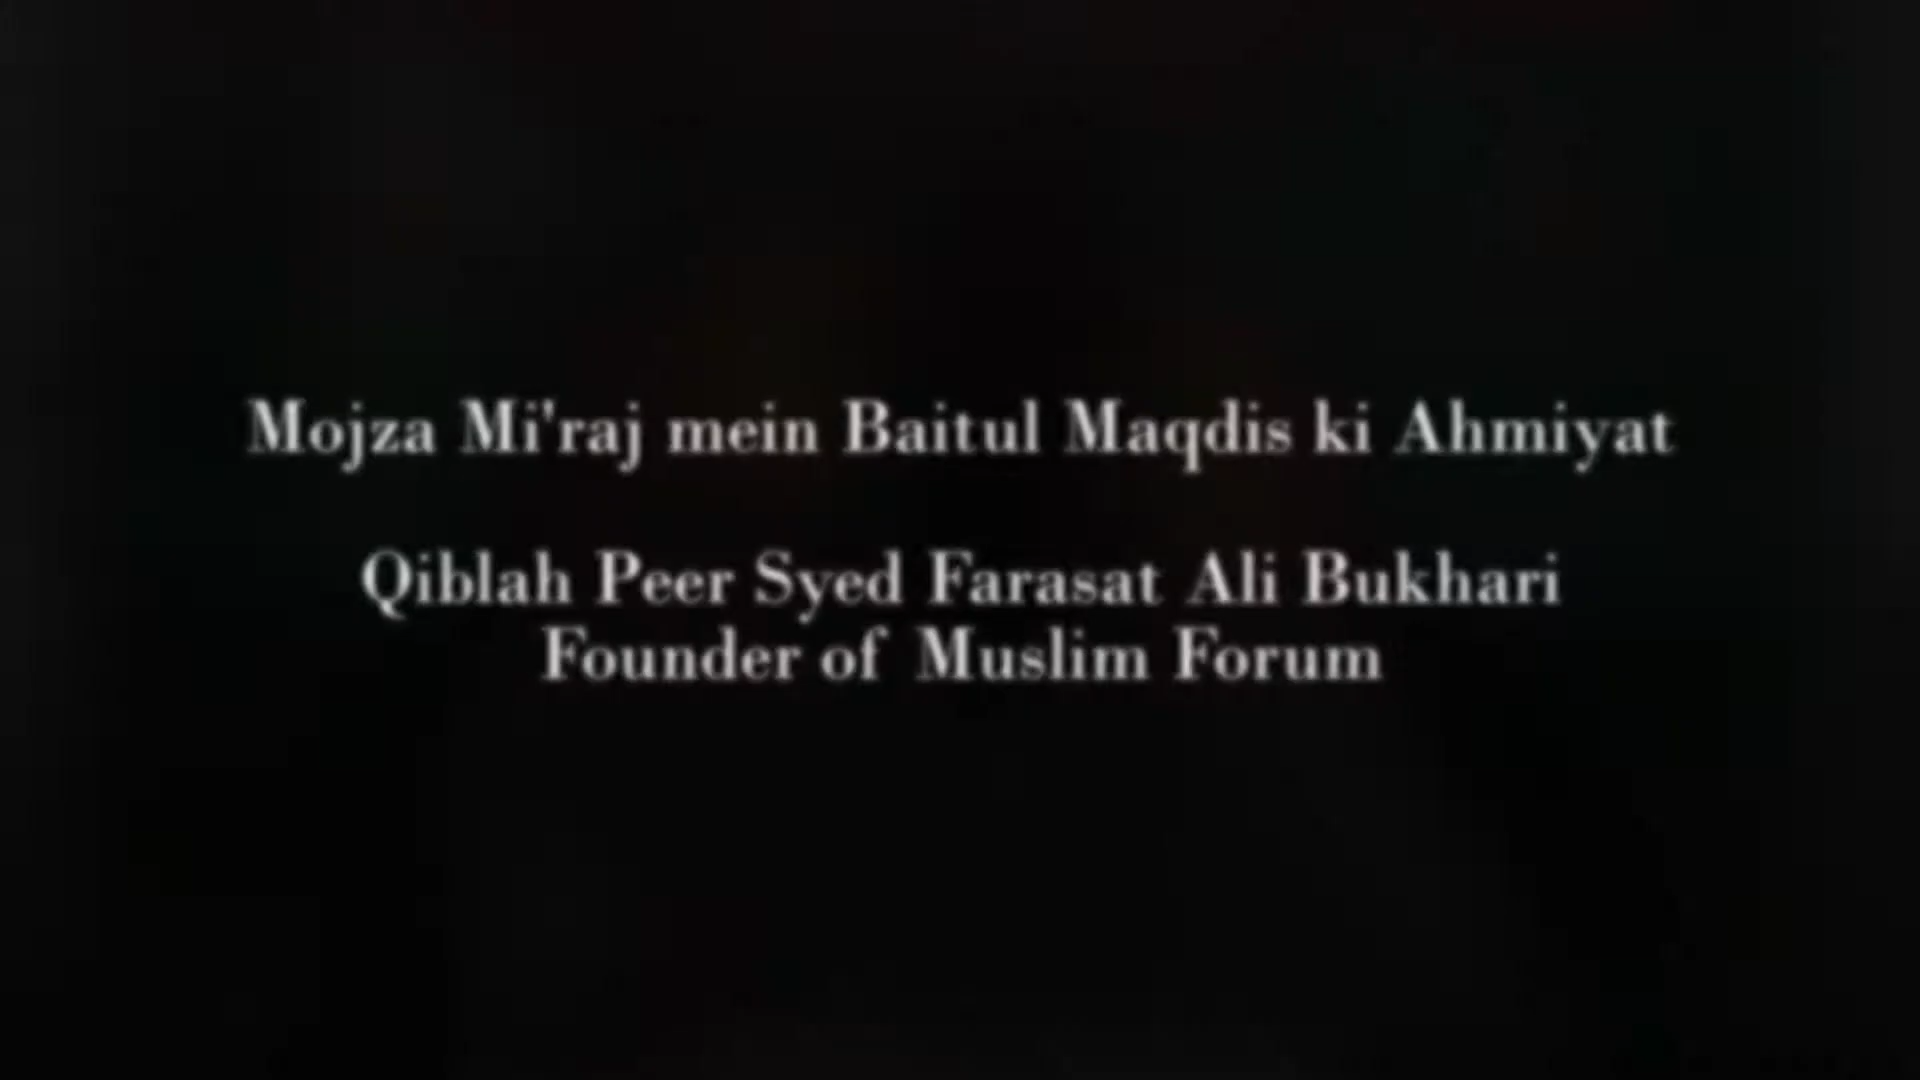 Mojza Mi'raj mein Baitul Maqdis ki Ahmiyat
Qiblah Peer Syed Farasat Ali Bukhari
Founder of Muslim Forum